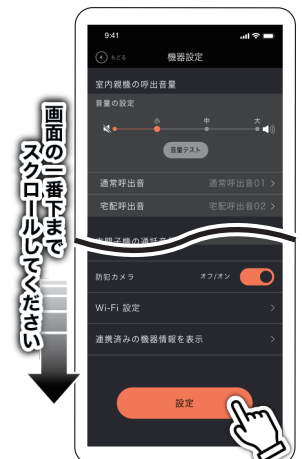 9:41
もどる
機器設定
室内親機の呼出音量
音量の設定
小
中
大
音量テスト
通常呼出音
通常呼出音01 >
宅配呼出音
宅配呼出音02 >
防犯カメラ
オフ/オン
Wi-Fi 設定 >
連携済みの機器情報を表示 >
設定
画面の一番下まで
スクロールしてください